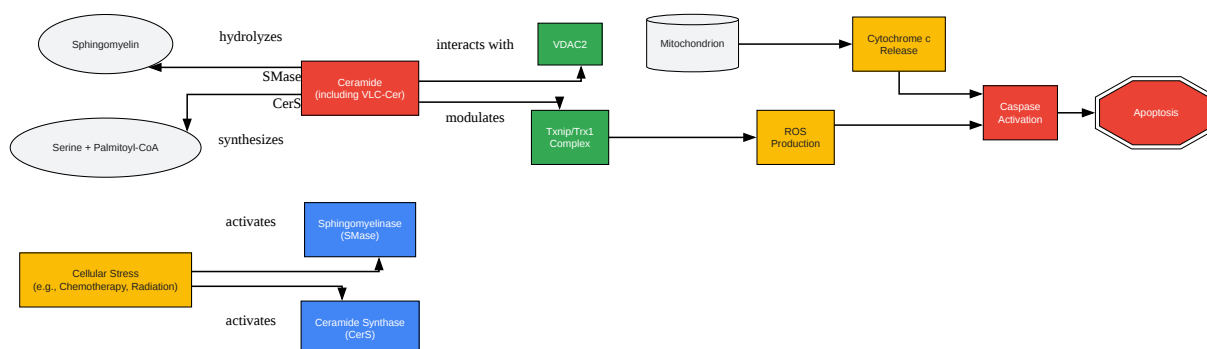 Sphingomyelin
hydrolyzes
SMase
CerS
synthesizes
Serine + Palmitoyl-CoA
Ceramide
(including VLC-Cer)
interacts with
modulates
VDAC2
Txnip/Trx1
Complex
Mitochondrion
ROS
Production
Cytochrome c
Release
Caspase
Activation
Apoptosis
Cellular Stress
(e.g., Chemotherapy, Radiation)
activates
activates
Sphingomyelinase
(SMase)
Ceramide Synthase
(CerS)